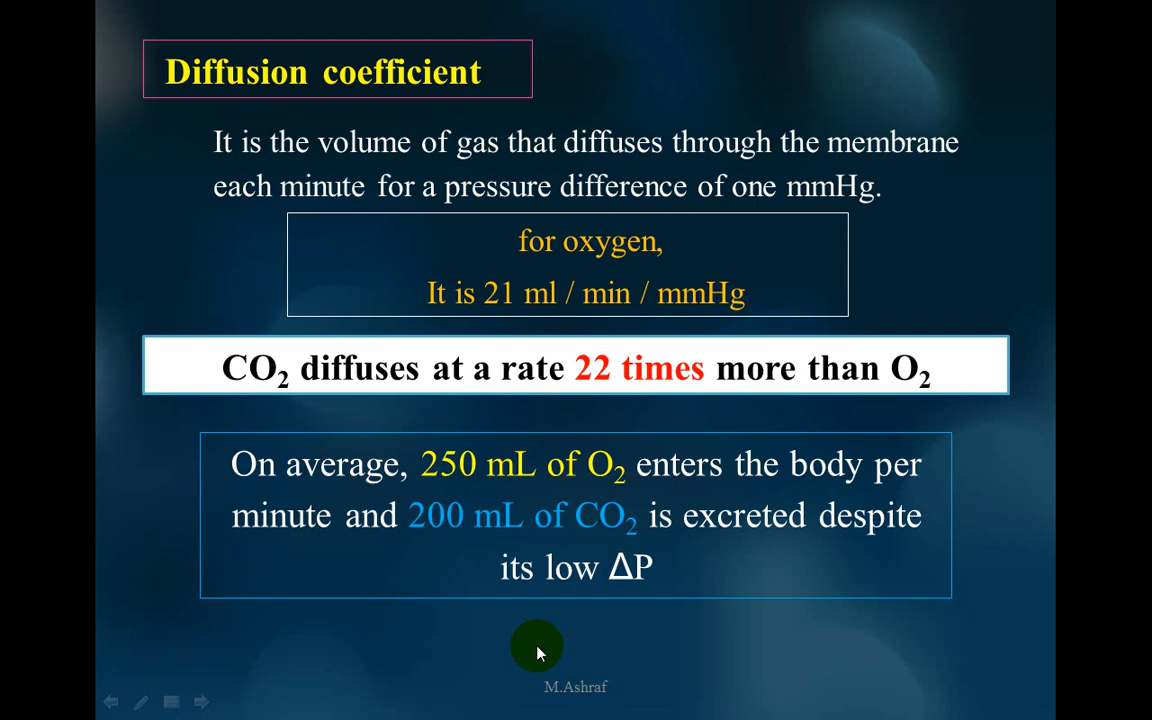 Diffusion coefficient
It is the volume of gas that diffuses through the membrane
each minute for a pressure difference of one mmHg.
for oxygen,
It is 21 ml / min / mmHg
CO₂ diffuses at a rate 22 times more than O₂
On average, 250 mL of O₂ enters the body per
minute and 200 mL of CO₂ is excreted despite
its low ΔP
M.Ashraf